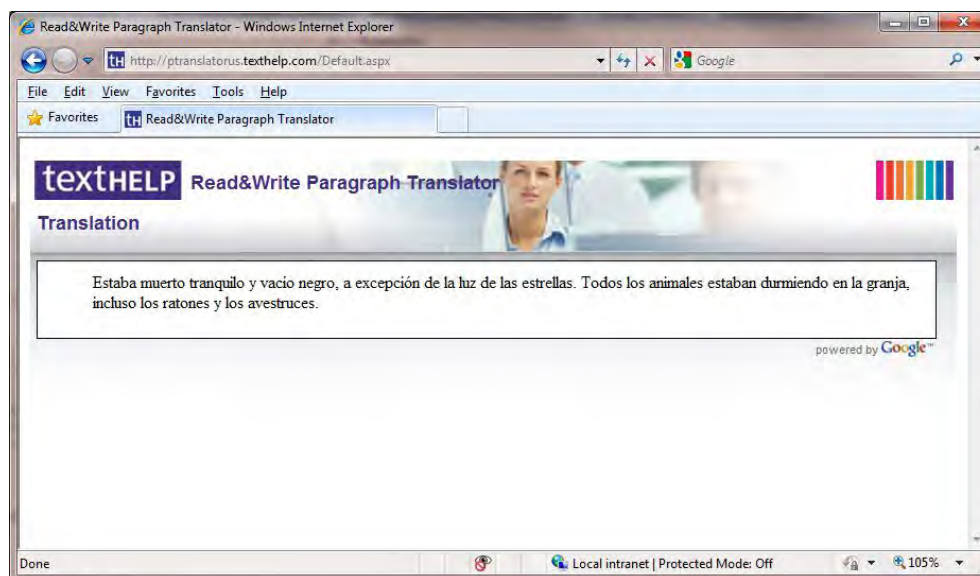 Read&Write Paragraph Translator - Windows Internet Explorer
http://ptranslatorus.texthelp.com/Default.aspx
Google
File Edit View Favorites Tools Help
Favorites
tH Read&Write Paragraph Translator
textHELP Read&Write Paragraph Translator
Translation
Estaba muerto tranquilo y vacio negro, a excepción de la luz de las estrellas. Todos los animales estaban durmiendo en la granja,
incluso los ratones y los avestruces.
powered by Google™
Done
Local intranet | Protected Mode: Off
105%